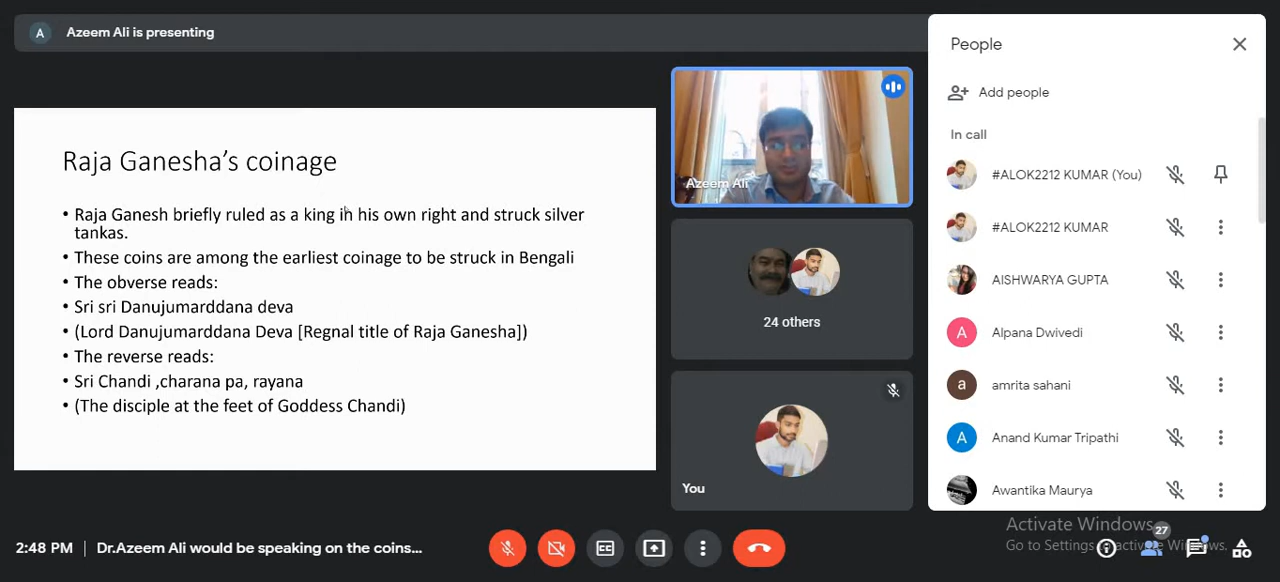 A Azeem Ali is presenting
Raja Ganesha's coinage
• Raja Ganesh briefly ruled as a king in his own right and struck silver
tankas.
• These coins are among the earliest coinage to be struck in Bengali
• The obverse reads:
• Sri sri Danujumarddana deva
• (Lord Danujumarddana Deva [Regnal title of Raja Ganesha])
• The reverse reads:
• Sri Chandi ,charana pa, rayana
• (The disciple at the feet of Goddess Chandi)
Azeem Ali
24 others
You
People
Add people
In call
#ALOK2212 KUMAR (You)
#ALOK2212 KUMAR
AISHWARYA GUPTA
A Alpana Dwivedi
a amrita sahani
A Anand Kumar Tripathi
Awantika Maurya
Activate Windows
Go to Settings to activate Windows.
2:48 PM | Dr.Azeem Ali would be speaking on the coins...
CC
27